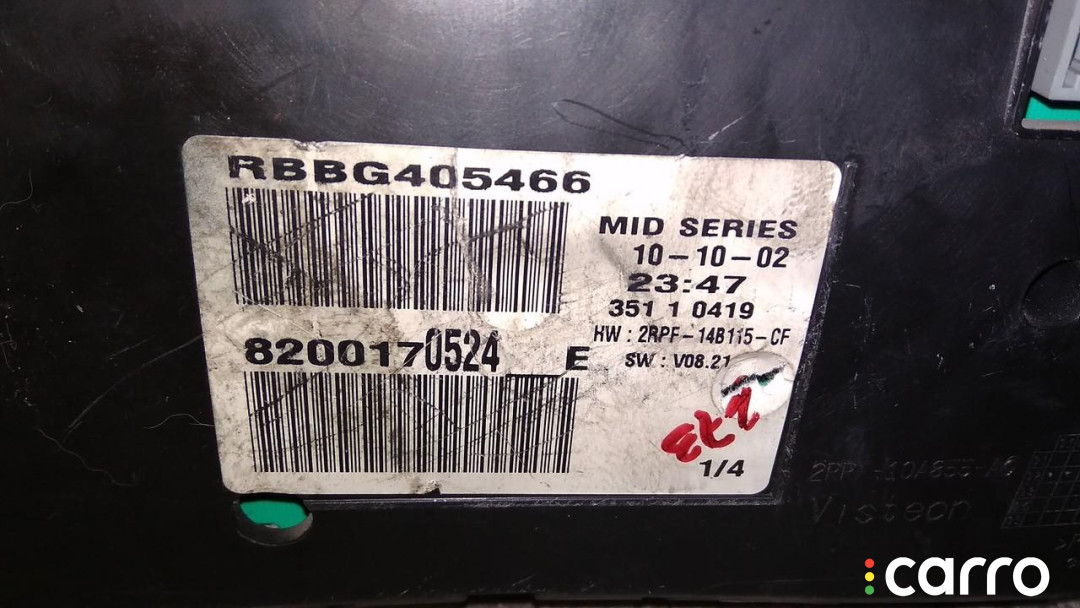 RBBG405466
MID SERIES
10-10-02
23:47
351 1 0419
HW : 2RPF-14B115-CF
8200170524__E
SW : V08.21
1/4
Visteon
carro